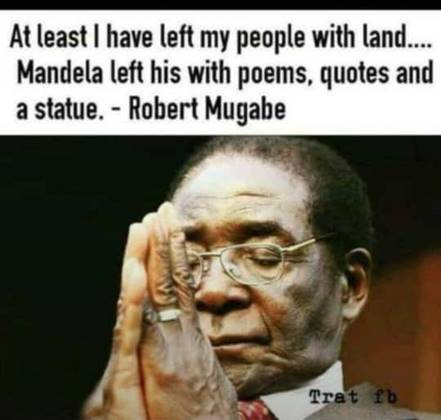 At least I have left my people with land....
Mandela left his with poems, quotes and
a statue. - Robert Mugabe
Trat fb